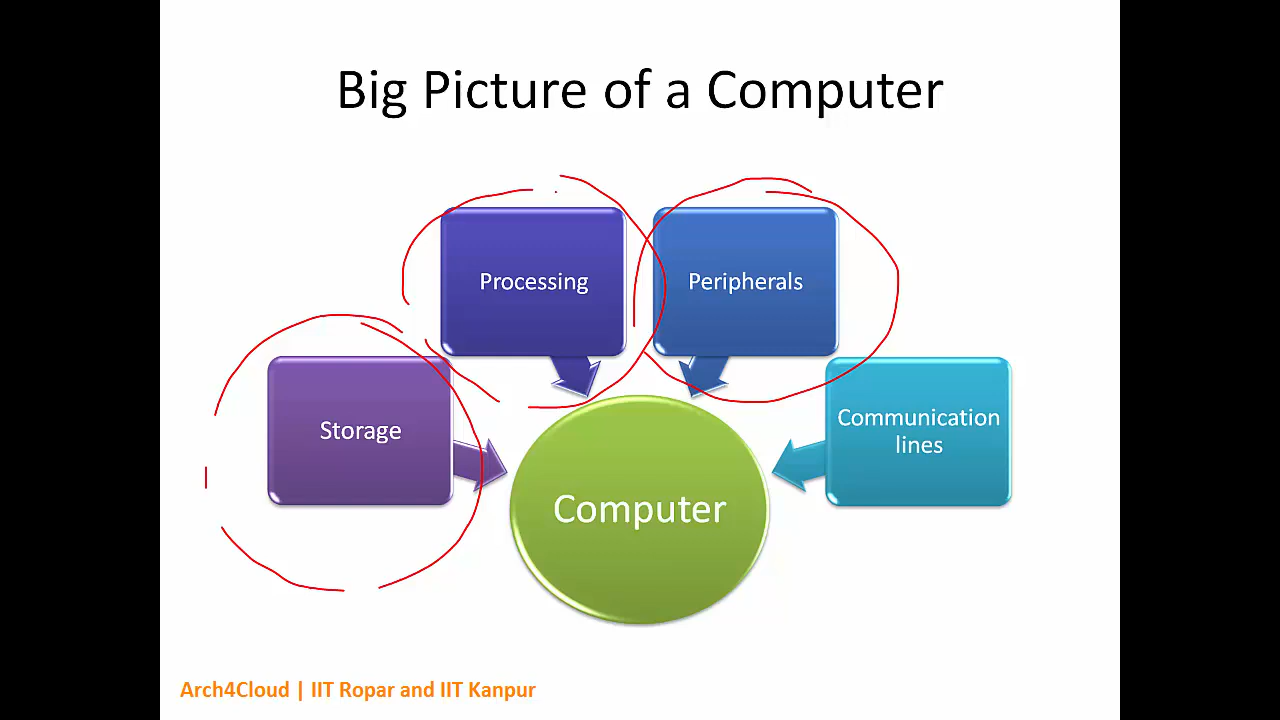 Big Picture of a Computer
Processing
Peripherals
Storage
Communication
lines
Computer
Arch4Cloud | IIT Ropar and IIT Kanpur